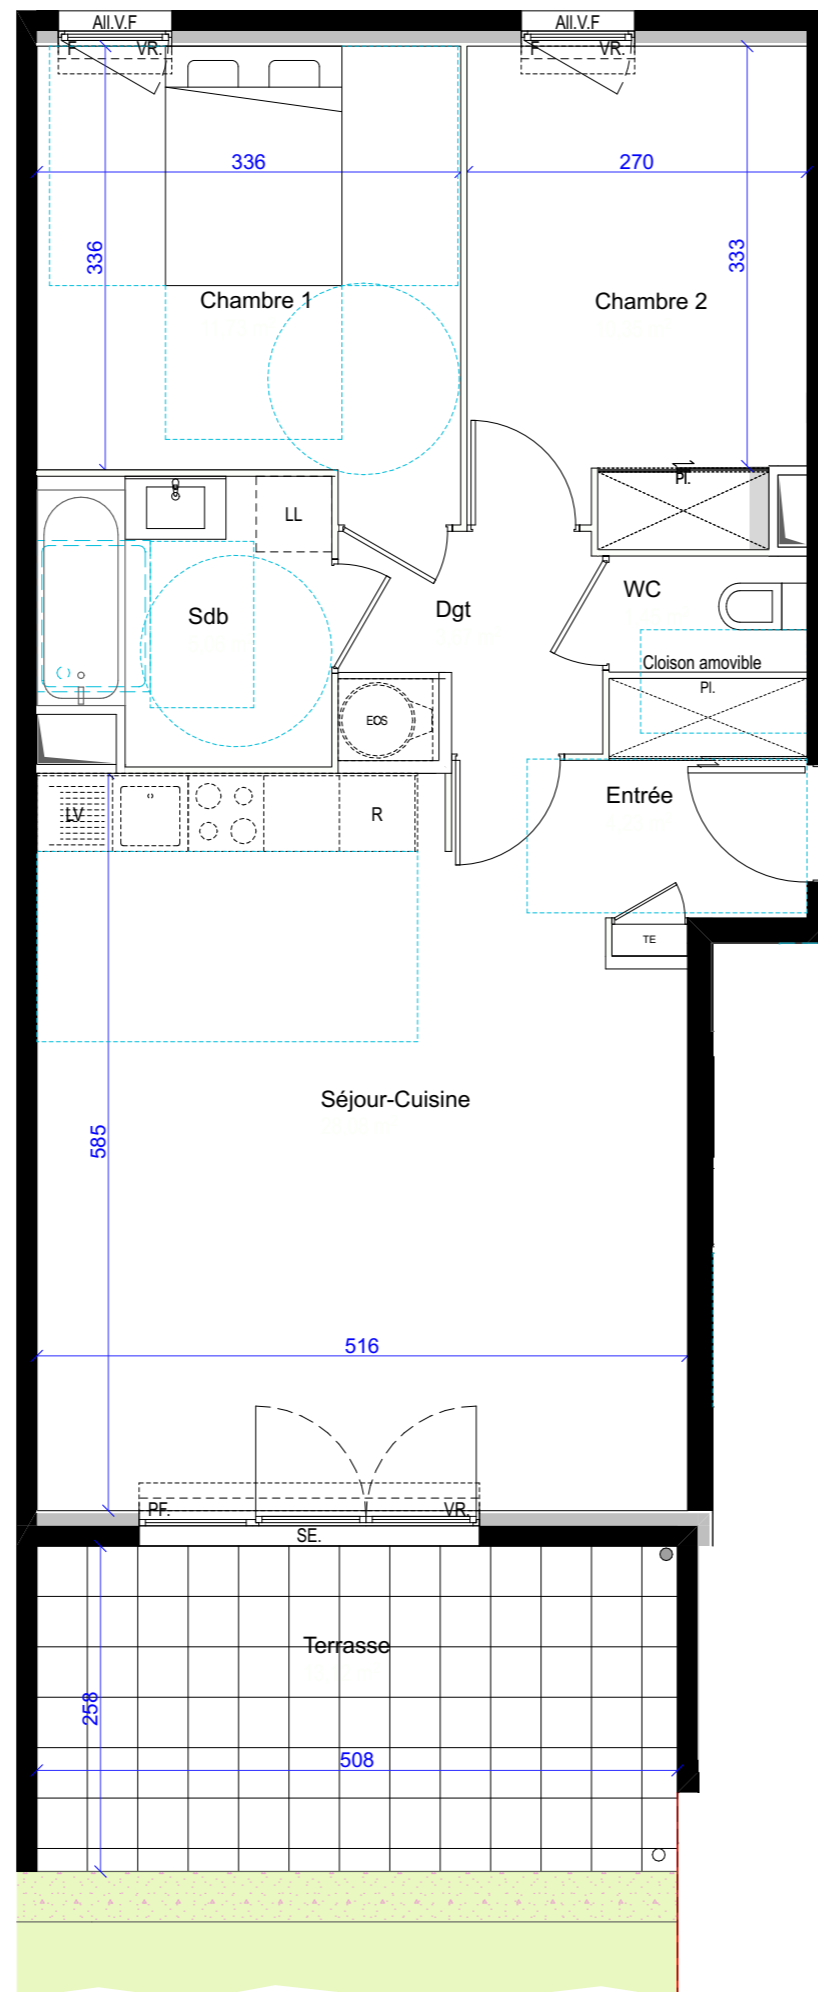 All.V.F
All.V.F
F
VR.
F
VR.
336
270
336
333
Chambre 1
Chambre 2
Pl.
LL
WC
Sdb
Dgt
Cloison amovible
Pl.
EOS
Entrée
LV
R
TE
Séjour-Cuisine
585
516
PF.
VR.
SE.
Terrasse
258
508